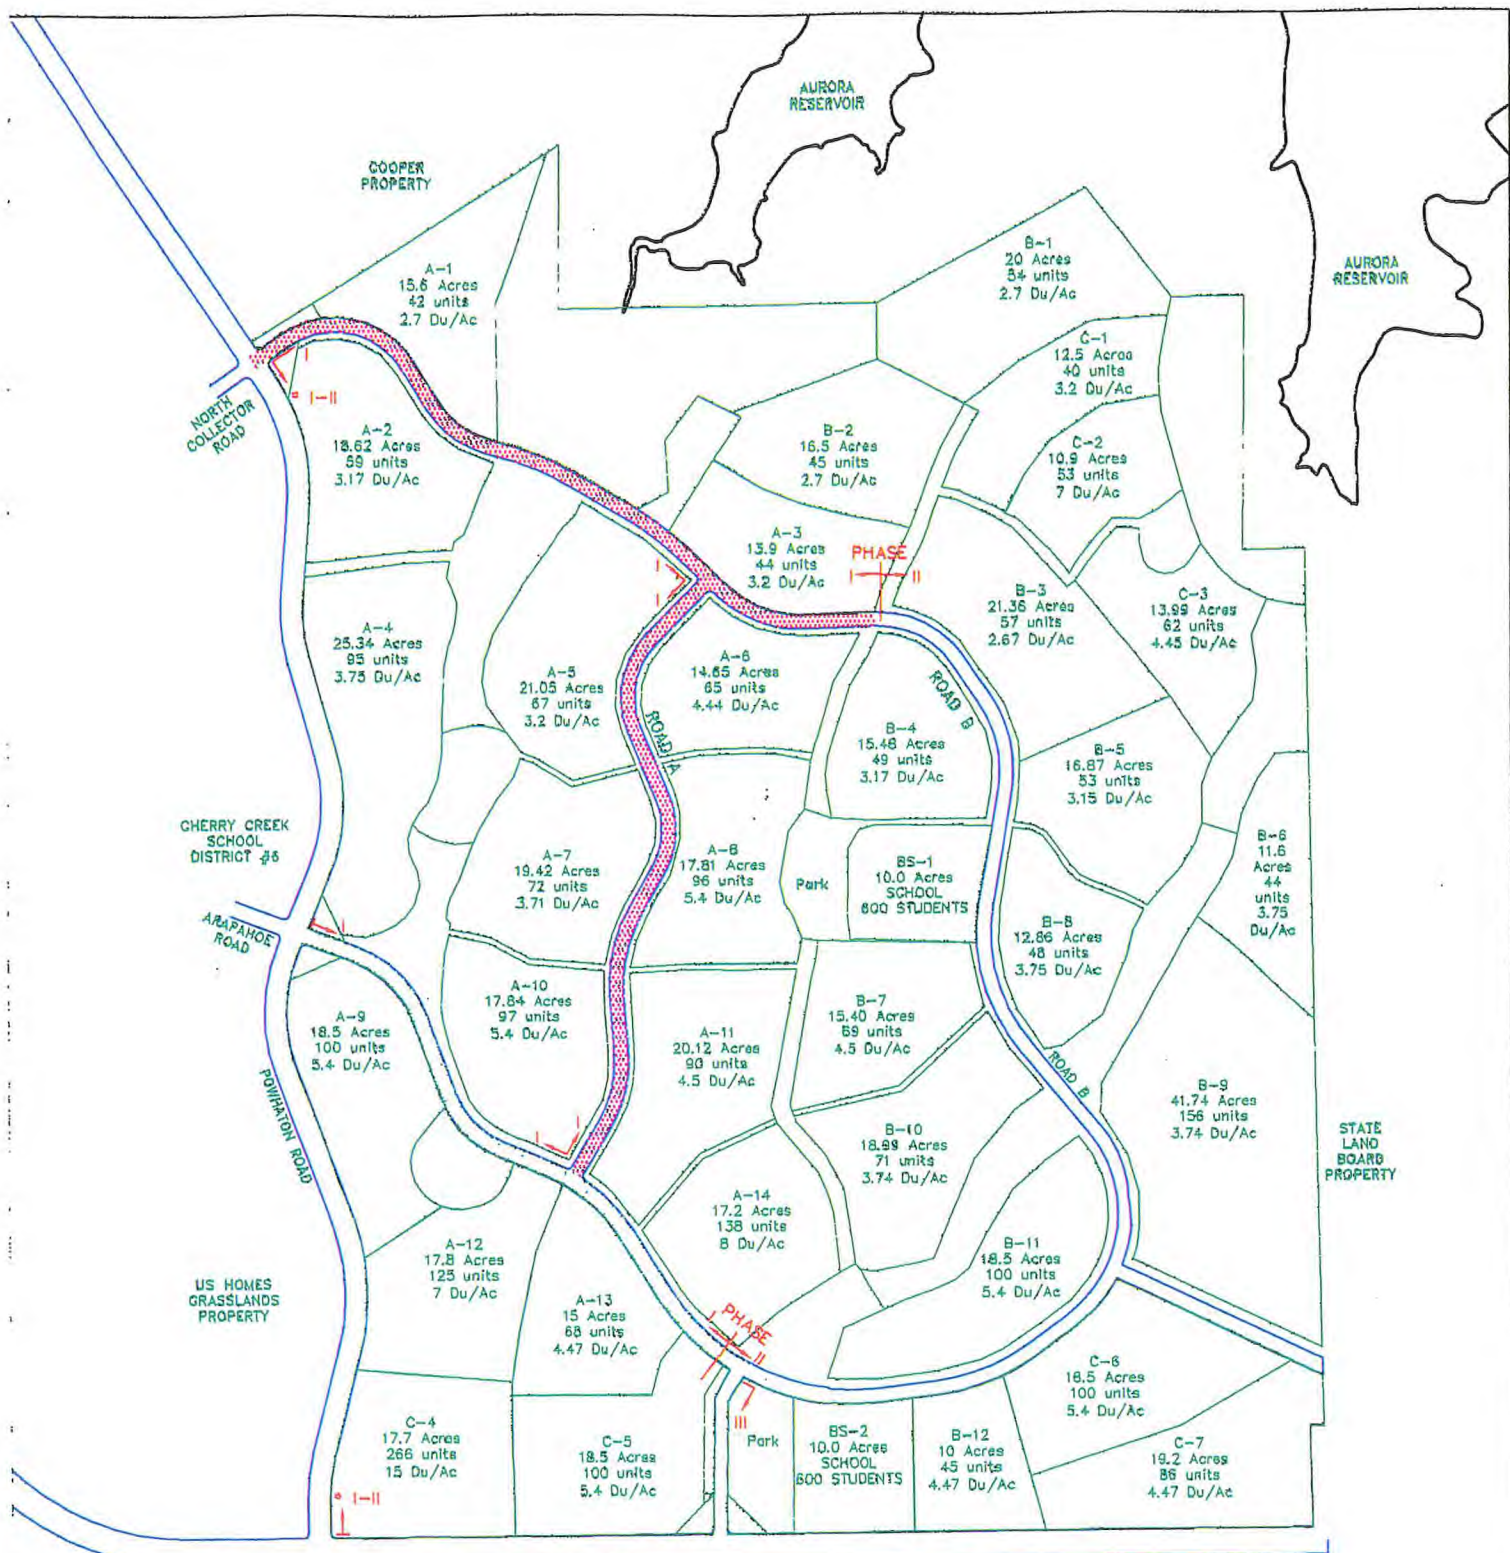 AURORA
RESERVOIR
COOPER
PROPERTY
AURORA
RESERVOIR
A-1
15.6 Acres
42 units
2.7 Du/Ac
B-1
20 Acres
54 units
2.7 Du/Ac
C-1
12.5 Acres
40 units
3.2 Du/Ac
I
I-II
NORTH
COLLECTOR
ROAD
A-2
18.62 Acres
59 units
3.17 Du/Ac
B-2
16.5 Acres
45 units
2.7 Du/Ac
C-2
10.9 Acres
53 units
7 Du/Ac
A-3
13.9 Acres
44 units
3.2 Du/Ac
PHASE
I II
I
I
B-3
21.36 Acres
57 units
2.67 Du/Ac
C-3
13.99 Acres
62 units
4.45 Du/Ac
A-4
25.34 Acres
95 units
3.75 Du/Ac
A-5
21.05 Acres
67 units
3.2 Du/Ac
A-6
14.65 Acres
65 units
4.44 Du/Ac
ROAD A
ROAD B
B-4
15.46 Acres
49 units
3.17 Du/Ac
B-5
16.87 Acres
53 units
3.15 Du/Ac
B-6
11.6
Acres
44
units
3.75
Du/Ac
CHERRY CREEK
SCHOOL
DISTRICT #5
A-7
19.42 Acres
72 units
3.71 Du/Ac
A-8
17.81 Acres
96 units
5.4 Du/Ac
Park
BS-1
10.0 Acres
SCHOOL
600 STUDENTS
B-8
12.86 Acres
48 units
3.75 Du/Ac
ARAPAHOE
ROAD
I
A-9
18.5 Acres
100 units
5.4 Du/Ac
A-10
17.84 Acres
97 units
5.4 Du/Ac
A-11
20.12 Acres
90 units
4.5 Du/Ac
B-7
15.40 Acres
69 units
4.5 Du/Ac
ROAD B
B-9
41.74 Acres
156 units
3.74 Du/Ac
POWHATON ROAD
I
I
B-10
18.99 Acres
71 units
3.74 Du/Ac
STATE
LAND
BOARD
PROPERTY
A-14
17.2 Acres
138 units
8 Du/Ac
A-12
17.8 Acres
125 units
7 Du/Ac
B-11
18.5 Acres
100 units
5.4 Du/Ac
US HOMES
GRASSLANDS
PROPERTY
A-13
15 Acres
68 units
4.47 Du/Ac
PHASE
I
II
III
C-6
18.5 Acres
100 units
5.4 Du/Ac
C-4
17.7 Acres
266 units
15 Du/Ac
C-5
18.5 Acres
100 units
5.4 Du/Ac
Park
BS-2
10.0 Acres
SCHOOL
600 STUDENTS
B-12
10 Acres
45 units
4.47 Du/Ac
C-7
19.2 Acres
86 units
4.47 Du/Ac
I-II